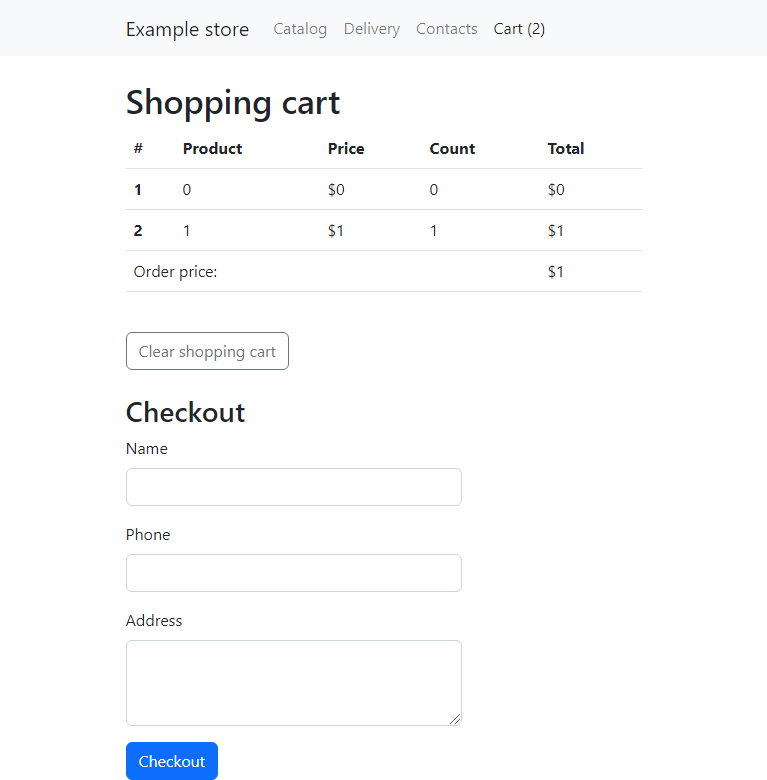 Example store Catalog Delivery Contacts Cart (2)
Shopping cart
# Product Price Count Total
1 0 $0 0 $0
2 1 $1 1 $1
Order price: $1
Clear shopping cart
Checkout
Name
Phone
Address
Checkout